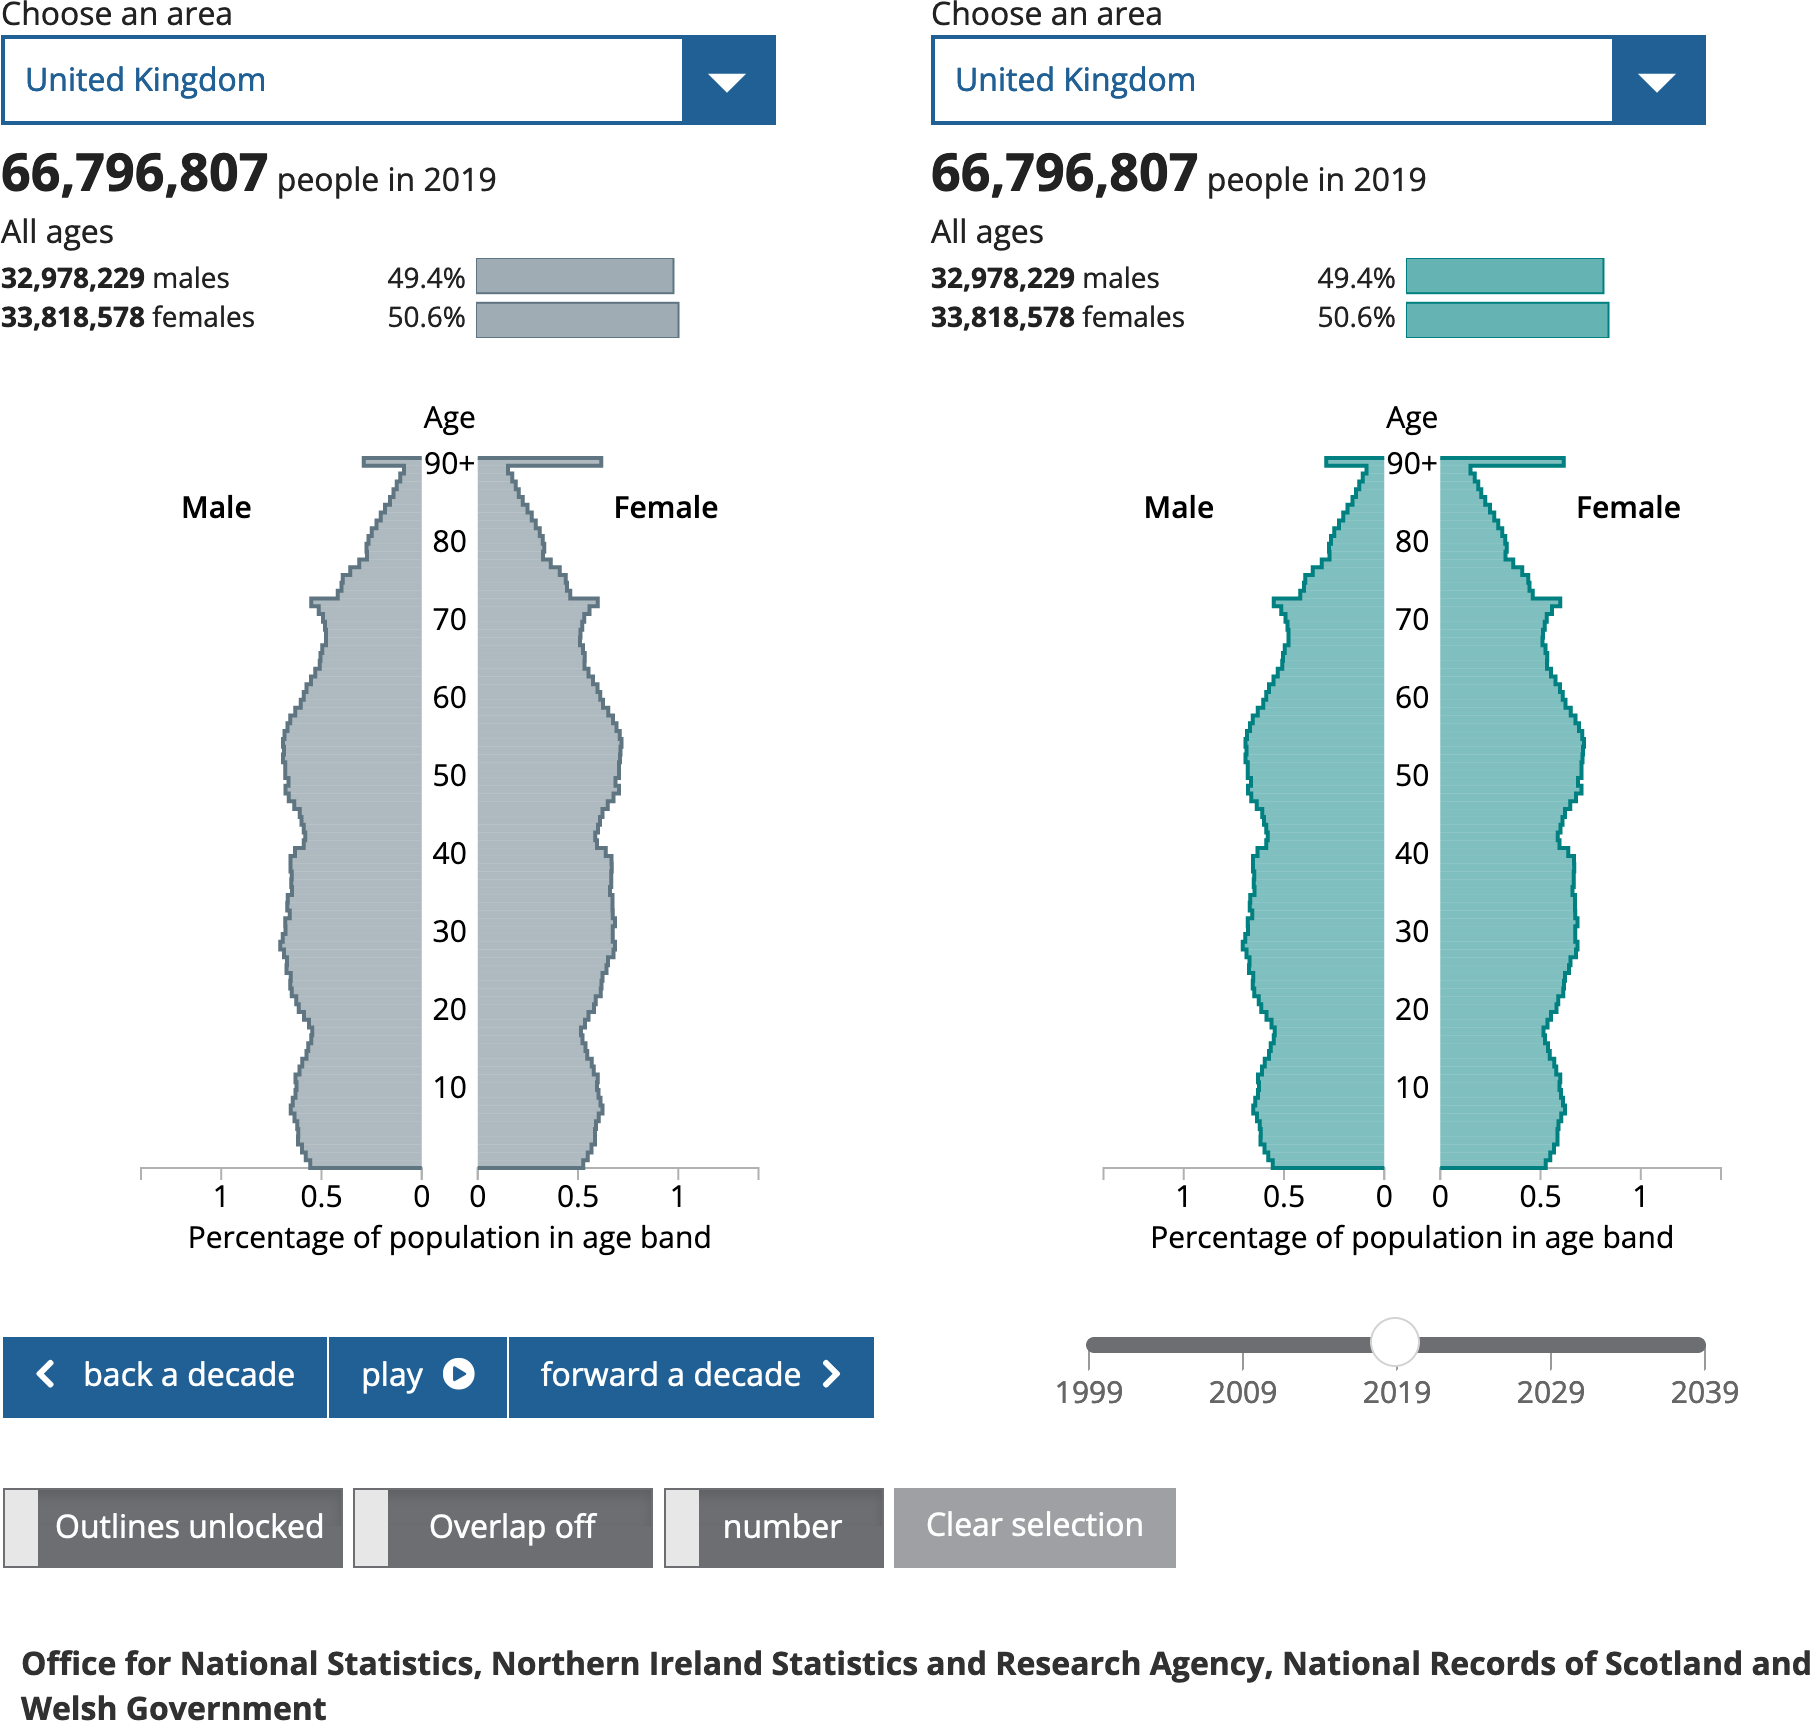 Choose an area
United Kingdom
66,796,807 people in 2019
All ages
32,978,229 males 49.4%
33,818,578 females 50.6%
Age
90+
Male
Female
80
70
60
50
40
30
20
10
1 0.5 0 0 0.5 1
Percentage of population in age band
Choose an area
United Kingdom
66,796,807 people in 2019
All ages
32,978,229 males 49.4%
33,818,578 females 50.6%
Age
90+
Male
Female
80
70
60
50
40
30
20
10
1 0.5 0 0 0.5 1
Percentage of population in age band
back a decade
play
forward a decade
1999 2009 2019 2029 2039
Outlines unlocked
Overlap off
number
Clear selection
Office for National Statistics, Northern Ireland Statistics and Research Agency, National Records of Scotland and
Welsh Government